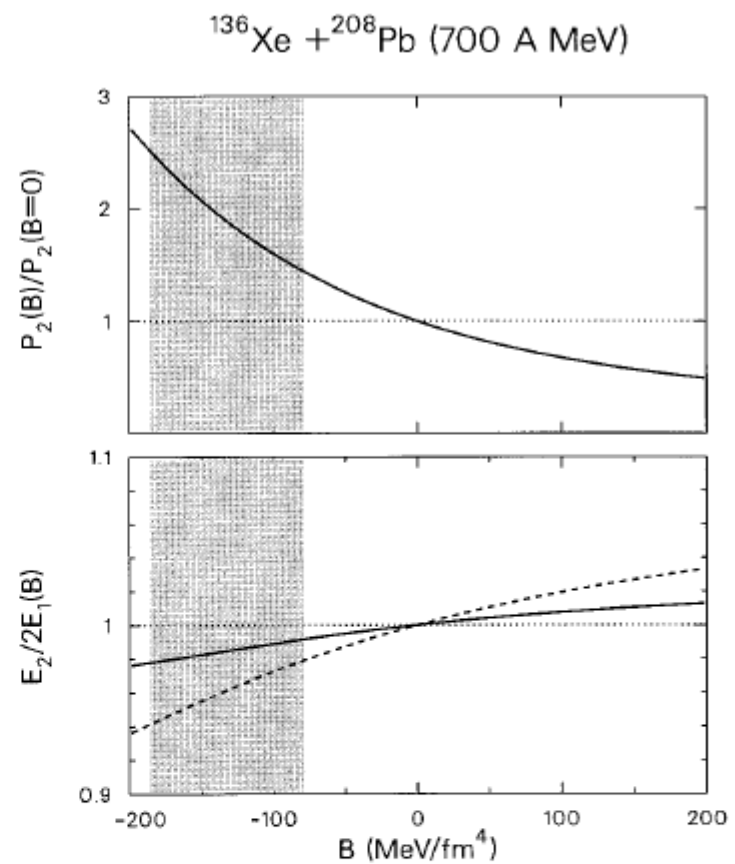 ¹³⁶Xe +²⁰⁸Pb (700 A MeV)
3
2
1
P₂(B)/P₂(B=0)
1.1
1
0.9
E₂/2E₁(B)
-200 -100 0 100 200
B (MeV/fm⁴)